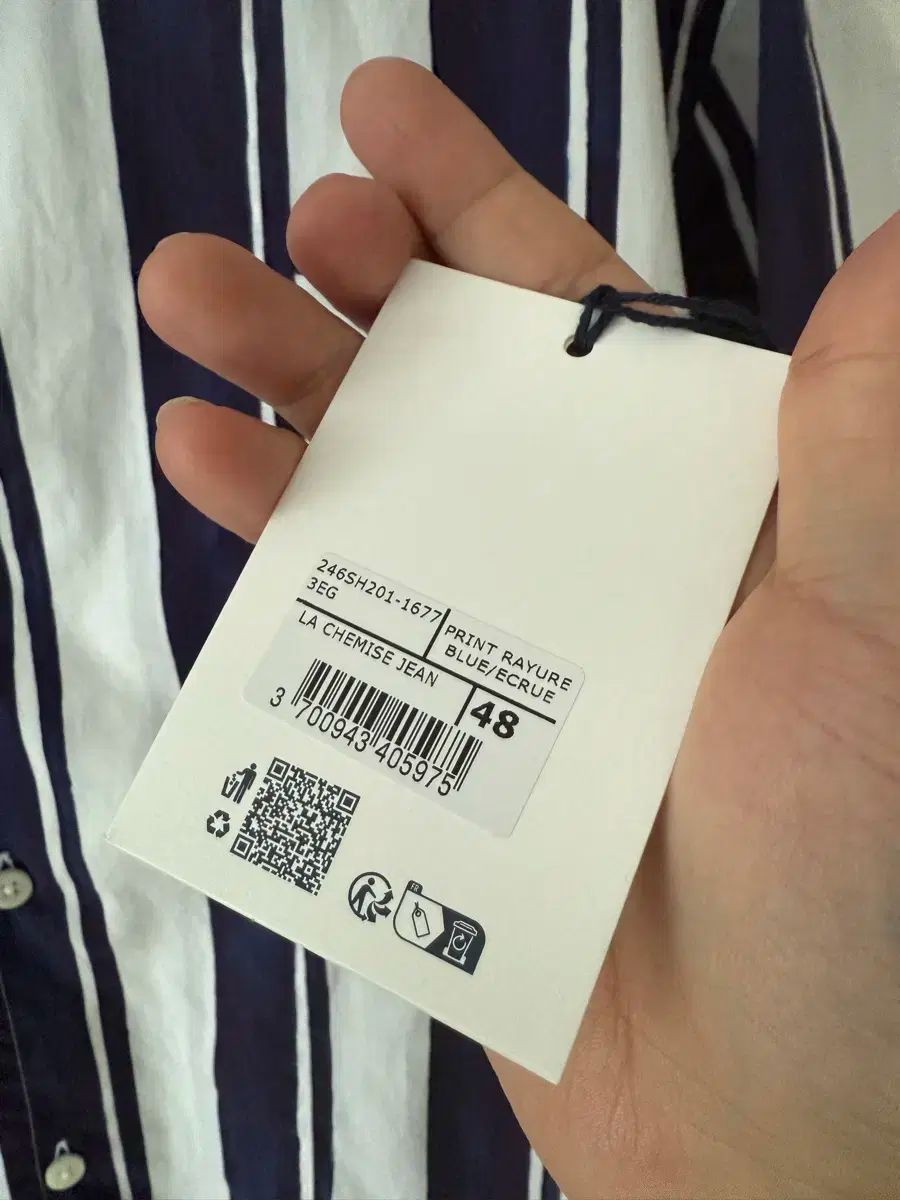 246SH201-1677
3EG
PRINT RAYURE
BLUE/ECRUE
LA CHEMISE JEAN
48
3 700943 405975
FR